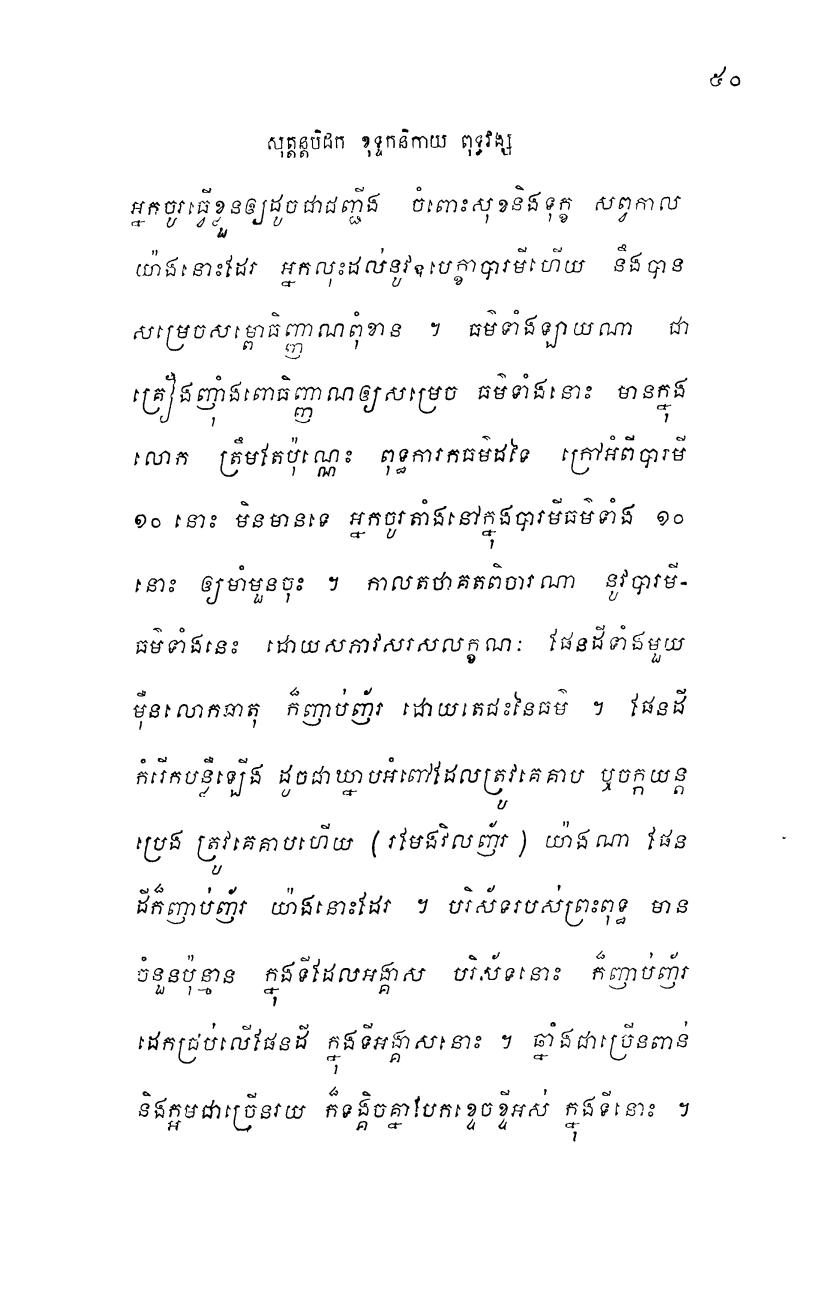 ៥០
សុត្តន្តបិដក ខុទ្ទកនិកាយ ពុទ្ធវង្ស
អ្នកចូរធ្វើខ្លួនឲ្យដូចជាជញ្ជីង ចំពោះសុខនិងទុក្ខ សព្វកាល
យ៉ាងនោះដែរ អ្នកលុះដល់នូវឧបេក្ខាបារមីហើយ នឹងបាន
សម្រេចសម្ពោធិញ្ញាណពុំខាន ។ ធម៌ទាំងឡាយណា ជា
គ្រឿងញុំាងពោធិញ្ញាណឲ្យសម្រេច ធម៌ទាំងនោះ មានក្នុង
លោក ត្រឹមតែប៉ុណ្ណេះ ពុទ្ធការកធម៌ដទៃ ក្រៅអំពីបារមី
១០ នោះ មិនមានទេ អ្នកចូរតាំងនៅក្នុងបារមីធម៌ទាំង ១០
នោះ ឲ្យមាំមួនចុះ ។ កាលតថាគតពិចារណា នូវបារមី-
ធម៌ទាំងនេះ ដោយសភាវសរសលក្ខណៈ ផែនដីទាំងមួយ
ម៉ឺនលោកធាតុ ក៏ញាប់ញ័រ ដោយតេជះនៃធម៌ ។ ផែនដី
កំរើកបន្លឺឡើង ដូចជាឃ្នាបអំពៅដែលត្រូវគេគាប ឬចក្កយន្ត
ប្រេង ត្រូវគេគាបហើយ (រមែងវិលញ័រ) យ៉ាងណា ផែន
ដីក៏ញាប់ញ័រ យ៉ាងនោះដែរ ។ បរិស័ទរបស់ព្រះពុទ្ធ មាន
ចំនួនប៉ុន្មាន ក្នុងទីដែលអង្គាស បរិស័ទនោះ ក៏ញាប់ញ័រ
ដេកជ្រប់លើផែនដី ក្នុងទីអង្គាសនោះ ។ ឆ្នាំងជាច្រើនពាន់
និងក្អមជាច្រើនរយ ក៏ទង្គិចគ្នាបែកខ្ទេចខ្ទីអស់ ក្នុងទីនោះ ។